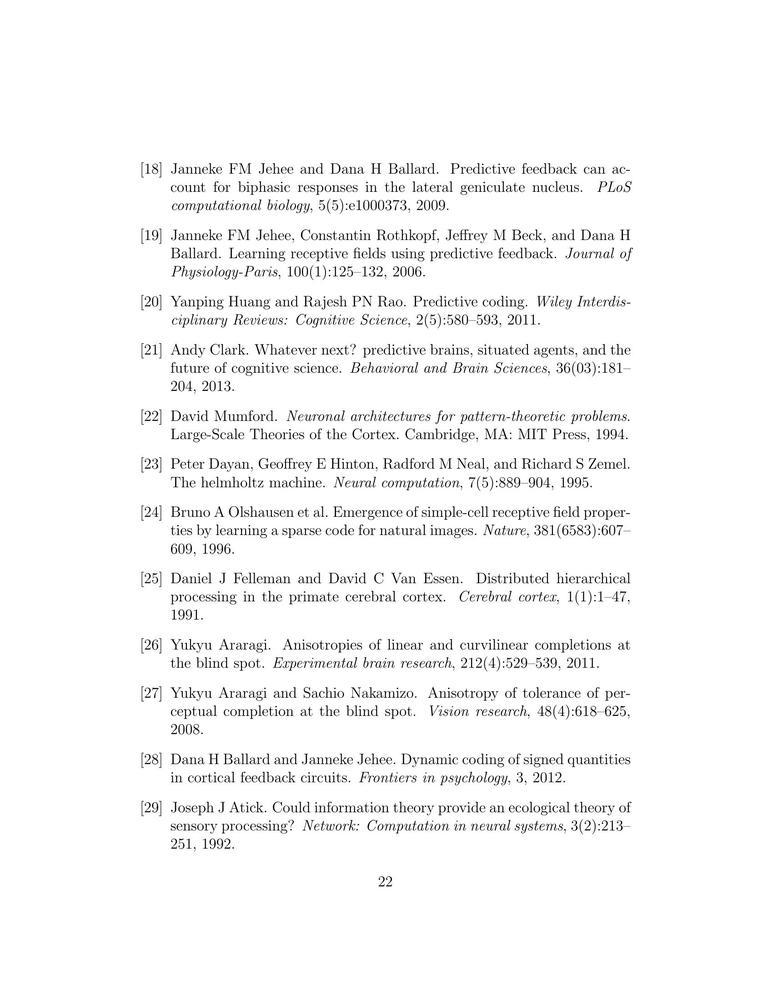 [18] Janneke FM Jehee and Dana H Ballard. Predictive feedback can ac-
count for biphasic responses in the lateral geniculate nucleus. PLoS
computational biology, 5(5):e1000373, 2009.
[19] Janneke FM Jehee, Constantin Rothkopf, Jeffrey M Beck, and Dana H
Ballard. Learning receptive fields using predictive feedback. Journal of
Physiology-Paris, 100(1):125–132, 2006.
[20] Yanping Huang and Rajesh PN Rao. Predictive coding. Wiley Interdis-
ciplinary Reviews: Cognitive Science, 2(5):580–593, 2011.
[21] Andy Clark. Whatever next? predictive brains, situated agents, and the
future of cognitive science. Behavioral and Brain Sciences, 36(03):181–
204, 2013.
[22] David Mumford. Neuronal architectures for pattern-theoretic problems.
Large-Scale Theories of the Cortex. Cambridge, MA: MIT Press, 1994.
[23] Peter Dayan, Geoffrey E Hinton, Radford M Neal, and Richard S Zemel.
The helmholtz machine. Neural computation, 7(5):889–904, 1995.
[24] Bruno A Olshausen et al. Emergence of simple-cell receptive field proper-
ties by learning a sparse code for natural images. Nature, 381(6583):607–
609, 1996.
[25] Daniel J Felleman and David C Van Essen. Distributed hierarchical
processing in the primate cerebral cortex. Cerebral cortex, 1(1):1–47,
1991.
[26] Yukyu Araragi. Anisotropies of linear and curvilinear completions at
the blind spot. Experimental brain research, 212(4):529–539, 2011.
[27] Yukyu Araragi and Sachio Nakamizo. Anisotropy of tolerance of per-
ceptual completion at the blind spot. Vision research, 48(4):618–625,
2008.
[28] Dana H Ballard and Janneke Jehee. Dynamic coding of signed quantities
in cortical feedback circuits. Frontiers in psychology, 3, 2012.
[29] Joseph J Atick. Could information theory provide an ecological theory of
sensory processing? Network: Computation in neural systems, 3(2):213–
251, 1992.
22